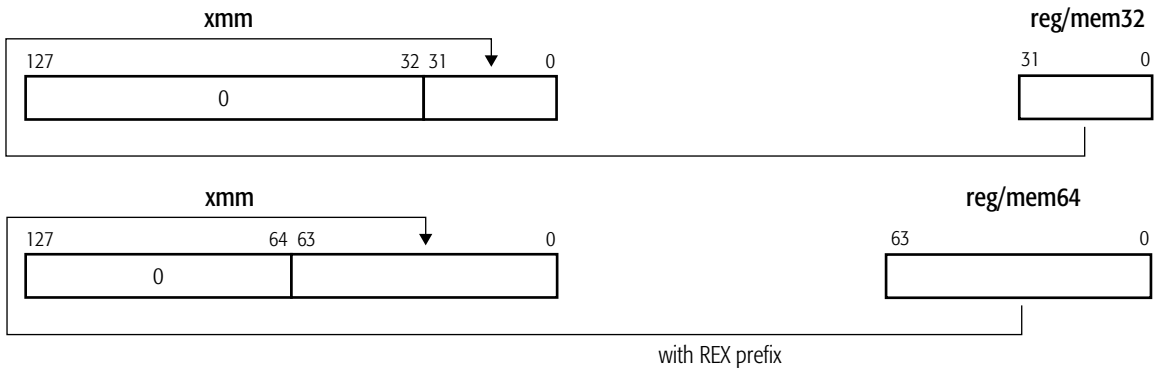 xmm reg/mem32
127 32 31 0 31 0
0
xmm reg/mem64
127 64 63 0 63 0
0
with REX prefix